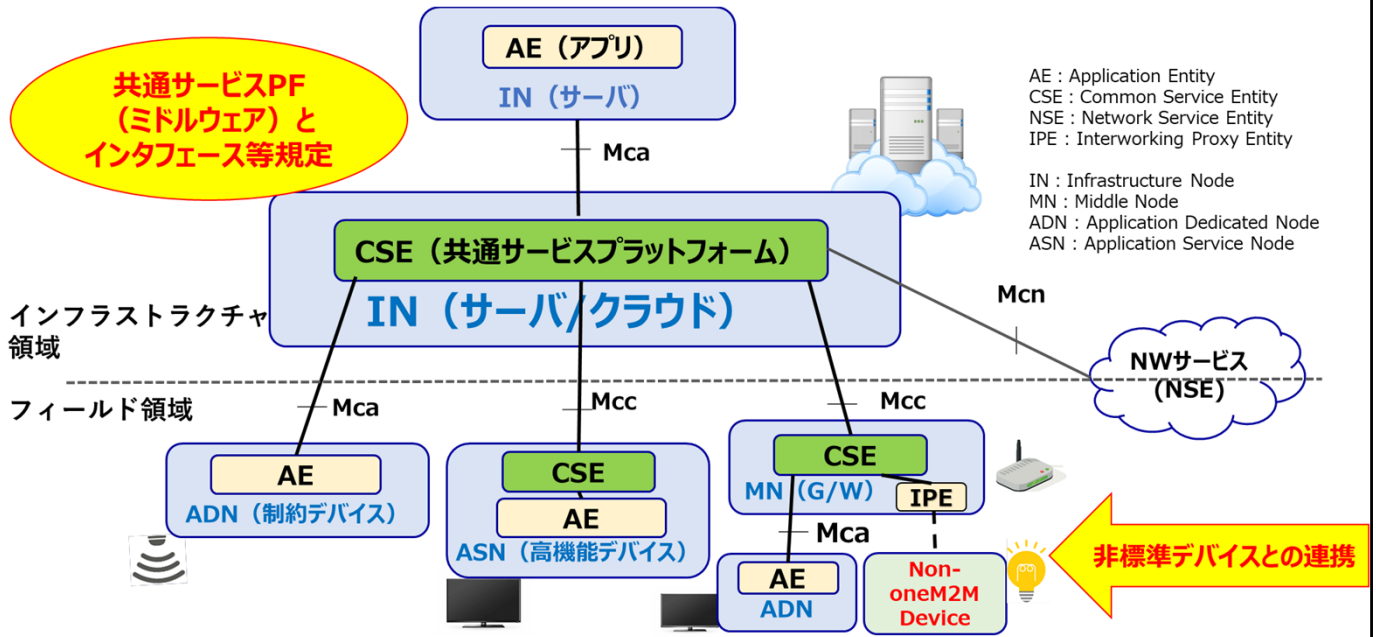 共通サービスPF
（ミドルウェア）と
インタフェース等規定
AE（アプリ）
IN（サーバ）
Mca
AE : Application Entity
CSE : Common Service Entity
NSE : Network Service Entity
IPE : Interworking Proxy Entity
IN : Infrastructure Node
MN : Middle Node
ADN : Application Dedicated Node
ASN : Application Service Node
CSE（共通サービスプラットフォーム）
IN（サーバ/クラウド）
Mcn
インフラストラクチャ
領域
NWサービス
(NSE)
フィールド領域
Mca
Mcc
Mcc
AE
ADN（制約デバイス）
CSE
AE
ASN（高機能デバイス）
CSE
MN（G/W）
IPE
Mca
AE
ADN
Non-
oneM2M
Device
非標準デバイスとの連携